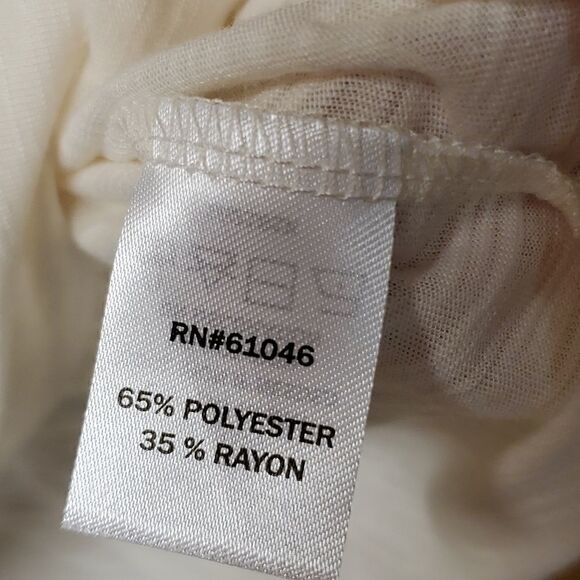 RN#61046
65% POLYESTER
35 % RAYON